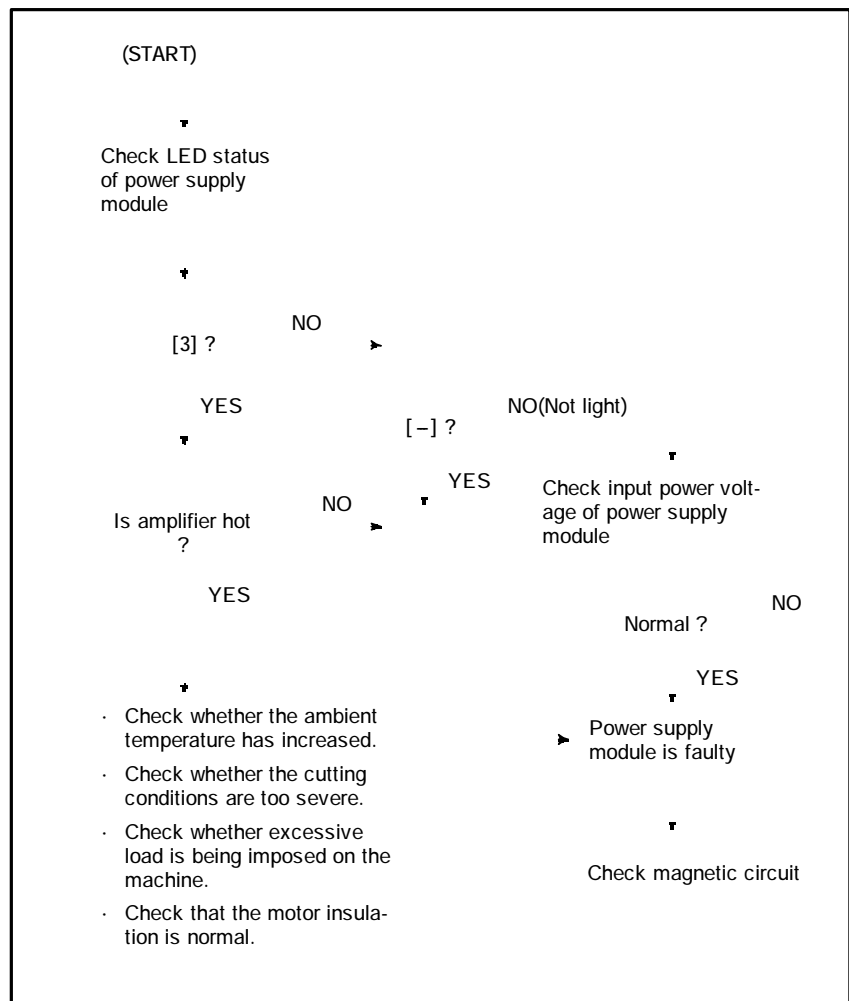 (START)
Check LED status
of power supply
module
NO
[3] ?
YES
NO(Not light)
[–] ?
YES
NO
Is amplifier hot
?
Check input power volt-
age of power supply
module
YES
NO
Normal ?
YES
· Check whether the ambient
temperature has increased.
· Check whether the cutting
conditions are too severe.
· Check whether excessive
load is being imposed on the
machine.
· Check that the motor insula-
tion is normal.
Power supply
module is faulty
Check magnetic circuit